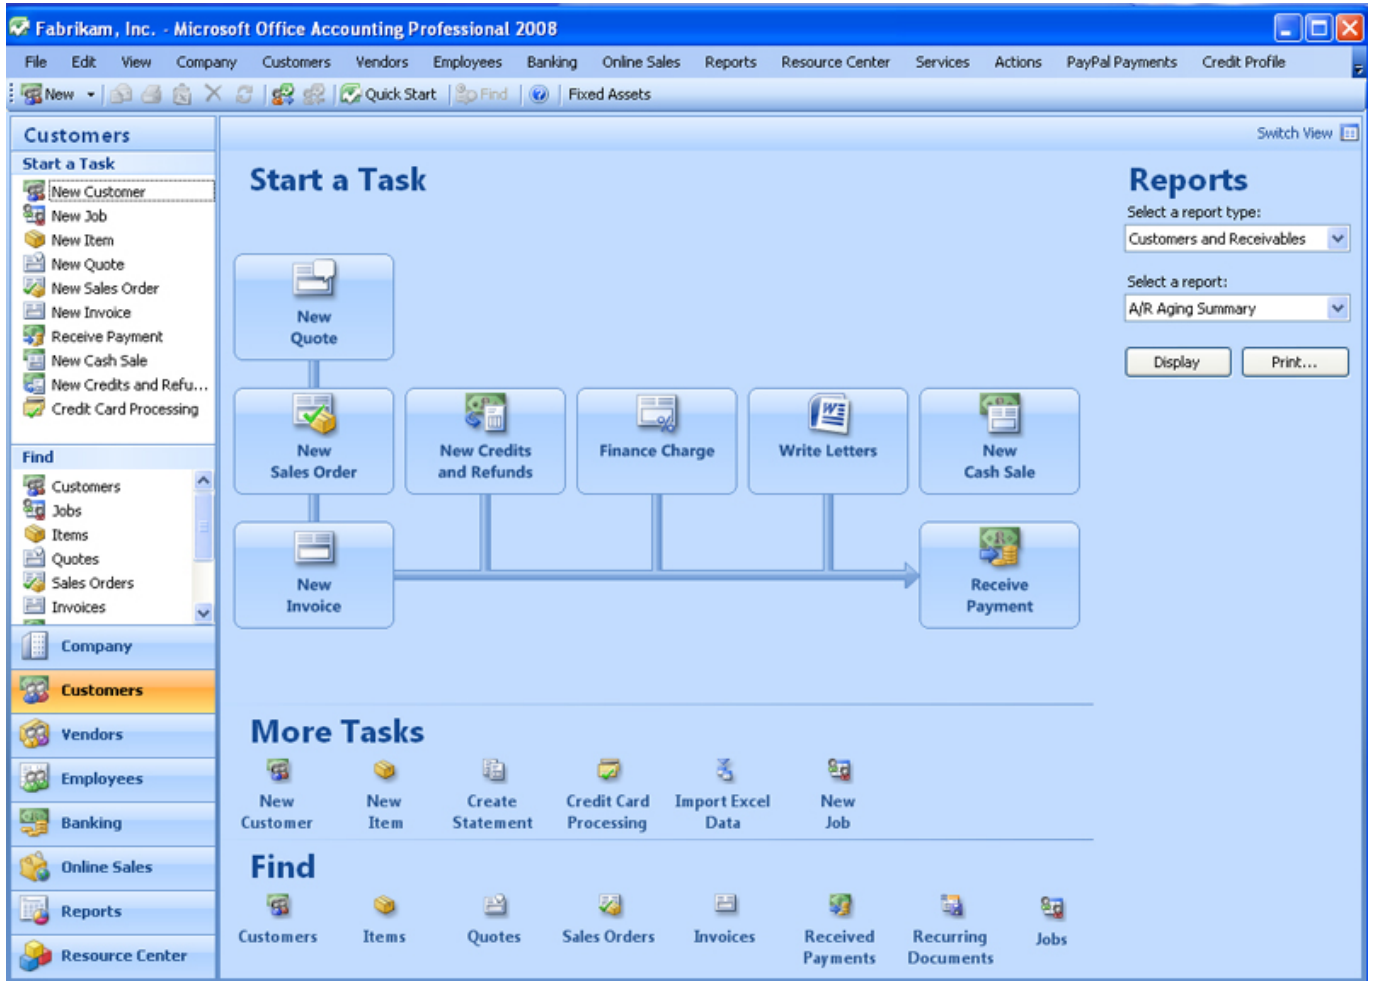 Fabrikam, Inc. - Microsoft Office Accounting Professional 2008
File Edit View Company Customers Vendors Employees Banking Online Sales Reports Resource Center Services Actions PayPal Payments Credit Profile
New Quick Start Find Fixed Assets
Customers
Switch View
Start a Task
New Customer
New Job
New Item
New Quote
New Sales Order
New Invoice
Receive Payment
New Cash Sale
New Credits and Refu...
Credit Card Processing
Find
Customers
Jobs
Items
Quotes
Sales Orders
Invoices
Company
Customers
Vendors
Employees
Banking
Online Sales
Reports
Resource Center
Start a Task
New
Quote
New
Sales Order
New Credits
and Refunds
Finance Charge
Write Letters
New
Cash Sale
New
Invoice
Receive
Payment
More Tasks
New
Customer
New
Item
Create
Statement
Credit Card
Processing
Import Excel
Data
New
Job
Find
Customers
Items
Quotes
Sales Orders
Invoices
Received
Payments
Recurring
Documents
Jobs
Reports
Select a report type:
Customers and Receivables
Select a report:
A/R Aging Summary
Display Print...